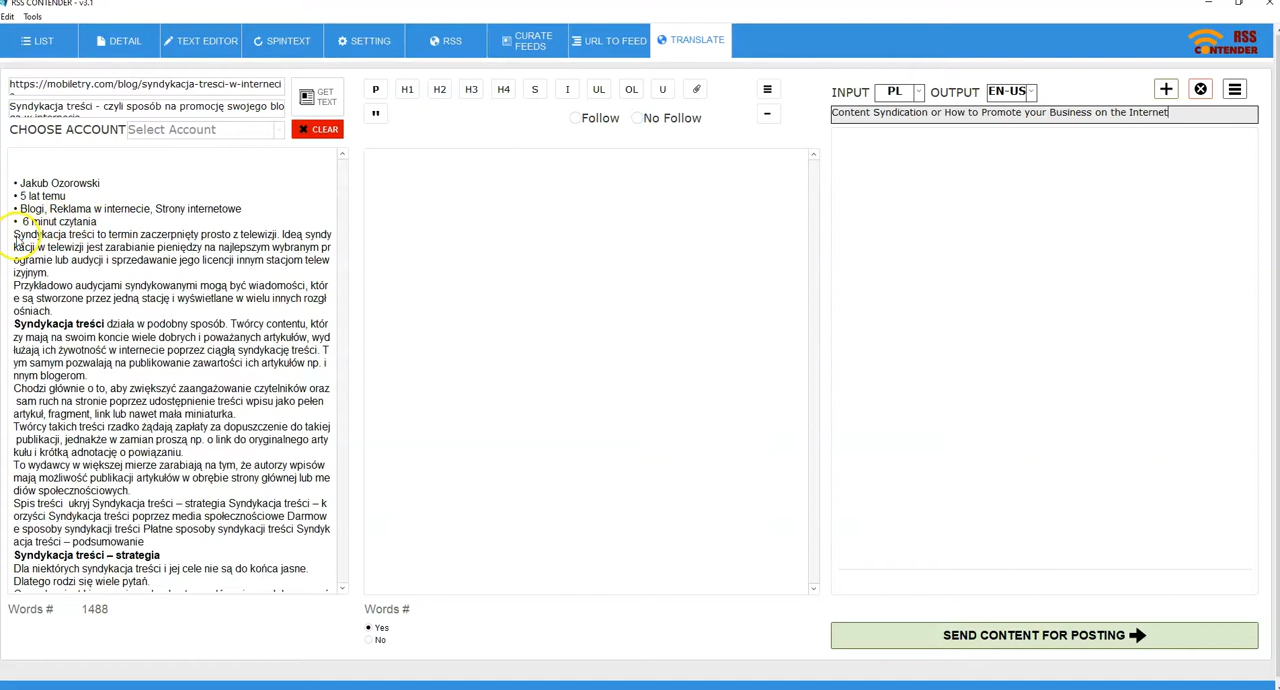 RSS CONTENDER - v3.1
Edit Tools
LIST
DETAIL
TEXT EDITOR
SPINTEXT
SETTING
RSS
CURATE
FEEDS
URL TO FEED
TRANSLATE
RSS
CONTENDER
https://mobiletry.com/blog/syndykacja-tresci-w-interneci
Syndykacja treści - czyli sposób na promocję swojego blo
GET
TEXT
CHOOSE ACCOUNT Select Account
CLEAR
P H1 H2 H3 H4 S I UL OL U
"
Follow No Follow
INPUT PL OUTPUT EN-US
Content Syndication or How to Promote your Business on the Internet
• Jakub Ozorowski
• 5 lat temu
• Blogi, Reklama w internecie, Strony internetowe
• 6 minut czytania
Syndykacja treści to termin zaczerpnięty prosto z telewizji. Ideą syndy
kacji w telewizji jest zarabianie pieniędzy na najlepszym wybranym pr
ogramie lub audycji i sprzedawanie jego licencji innym stacjom telew
izyjnym.
Przykładowo audycjami syndykowanymi mogą być wiadomości, któr
e są stworzone przez jedną stację i wyświetlane w wielu innych rozgł
ośniach.
Syndykacja treści działa w podobny sposób. Twórcy contentu, któr
zy mają na swoim koncie wiele dobrych i poważanych artykułów, wyd
łużają ich żywotność w internecie poprzez ciągłą syndykację treści. T
ym samym pozwalają na publikowanie zawartości ich artykułów np. i
nnym blogerom.
Chodzi głównie o to, aby zwiększyć zaangażowanie czytelników oraz
sam ruch na stronie poprzez udostępnienie treści wpisu jako pełen
artykuł, fragment, link lub nawet mała miniaturka.
Twórcy takich treści rzadko żądają zapłaty za dopuszczenie do takiej
publikacji, jednakże w zamian proszą np. o link do oryginalnego arty
kułu i krótką adnotację o powiązaniu.
To wydawcy w większej mierze zarabiają na tym, że autorzy wpisów
mają możliwość publikacji artykułów w obrębie strony głównej lub me
diów społecznościowych.
Spis treści ukryj Syndykacja treści – strategia Syndykacja treści – k
orzyści Syndykacja treści poprzez media społecznościowe Darmow
e sposoby syndykacji treści Płatne sposoby syndykacji treści Syndyk
acja treści – podsumowanie
Syndykacja treści – strategia
Dla niektórych syndykacja treści i jej cele nie są do końca jasne.
Dlatego rodzi się wiele pytań.
Words # 1488
Words #
Yes
No
SEND CONTENT FOR POSTING